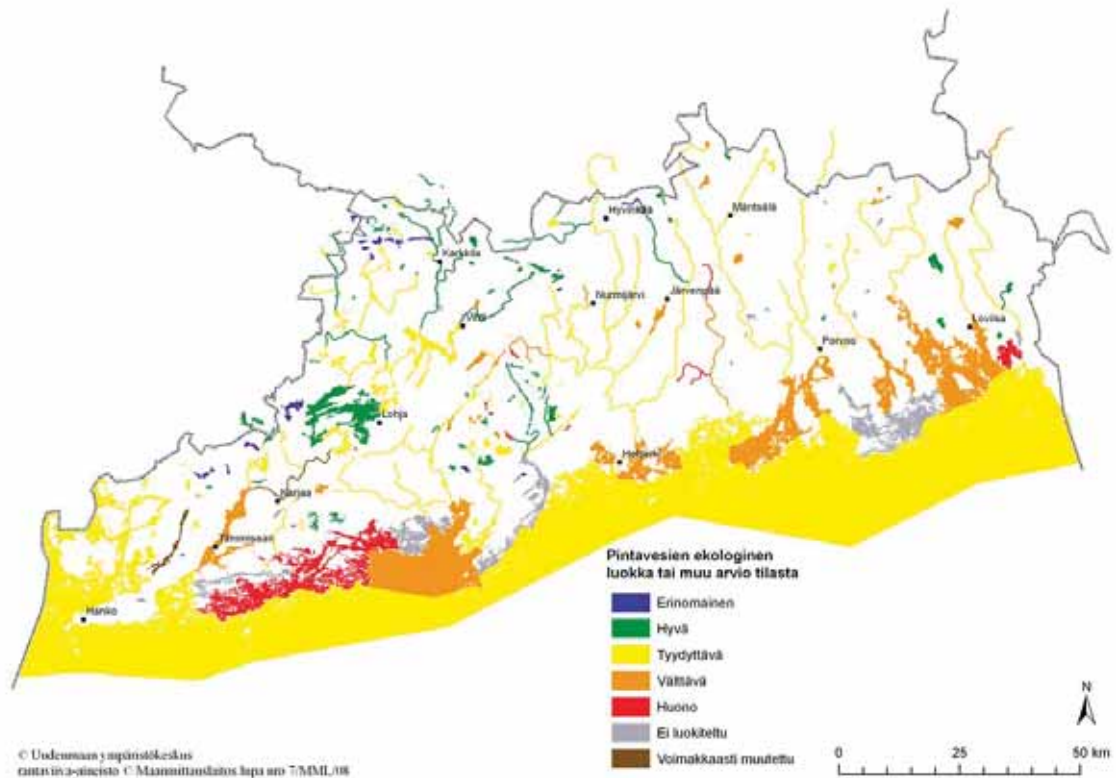 Hyvinkää
Mäntsälä
Karkkila
Nurmijärvi
Järvenpää
Vihti
Loviisa
Porvoo
Lohja
Helsinki
Karjaa
Tammisaari
Hanko
Pintavesien ekologinen
luokka tai muu arvio tilasta
Erinomainen
Hyvä
Tyydyttävä
Välttävä
Huono
Ei luokiteltu
Voimakkaasti muutettu
N
0 25 50 km
© Uudenmaan ympäristökeskus
rantaviiva-aineisto © Maanmittauslaitos lupa nro 7/MML/08